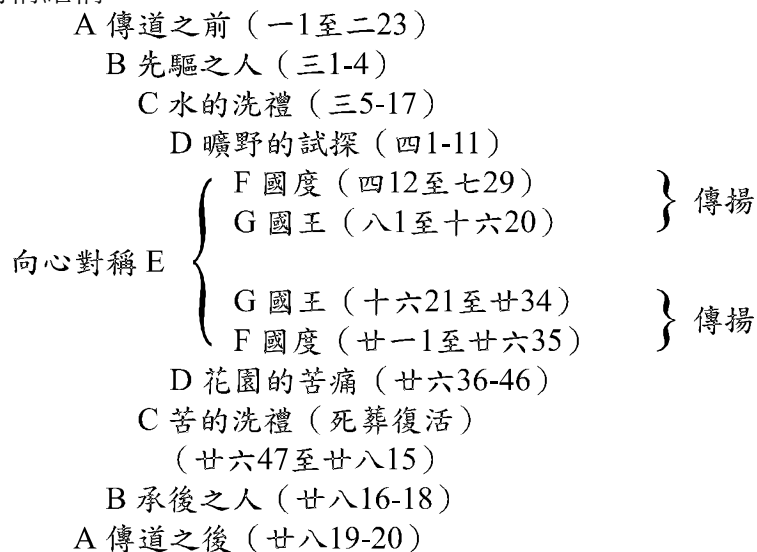 A 傳道之前（一1至二23）
B 先驅之人（三1-4）
C 水的洗禮（三5-17）
D 曠野的試探（四1-11）
F 國度（四12至七29）
G 國王（八1至十六20）
傳揚
向心對稱 E
G 國王（十六21至廿34）
F 國度（廿一1至廿六35）
傳揚
D 花園的苦痛（廿六36-46）
C 苦的洗禮（死葬復活）
（廿六47至廿八15）
B 承後之人（廿八16-18）
A 傳道之後（廿八19-20）